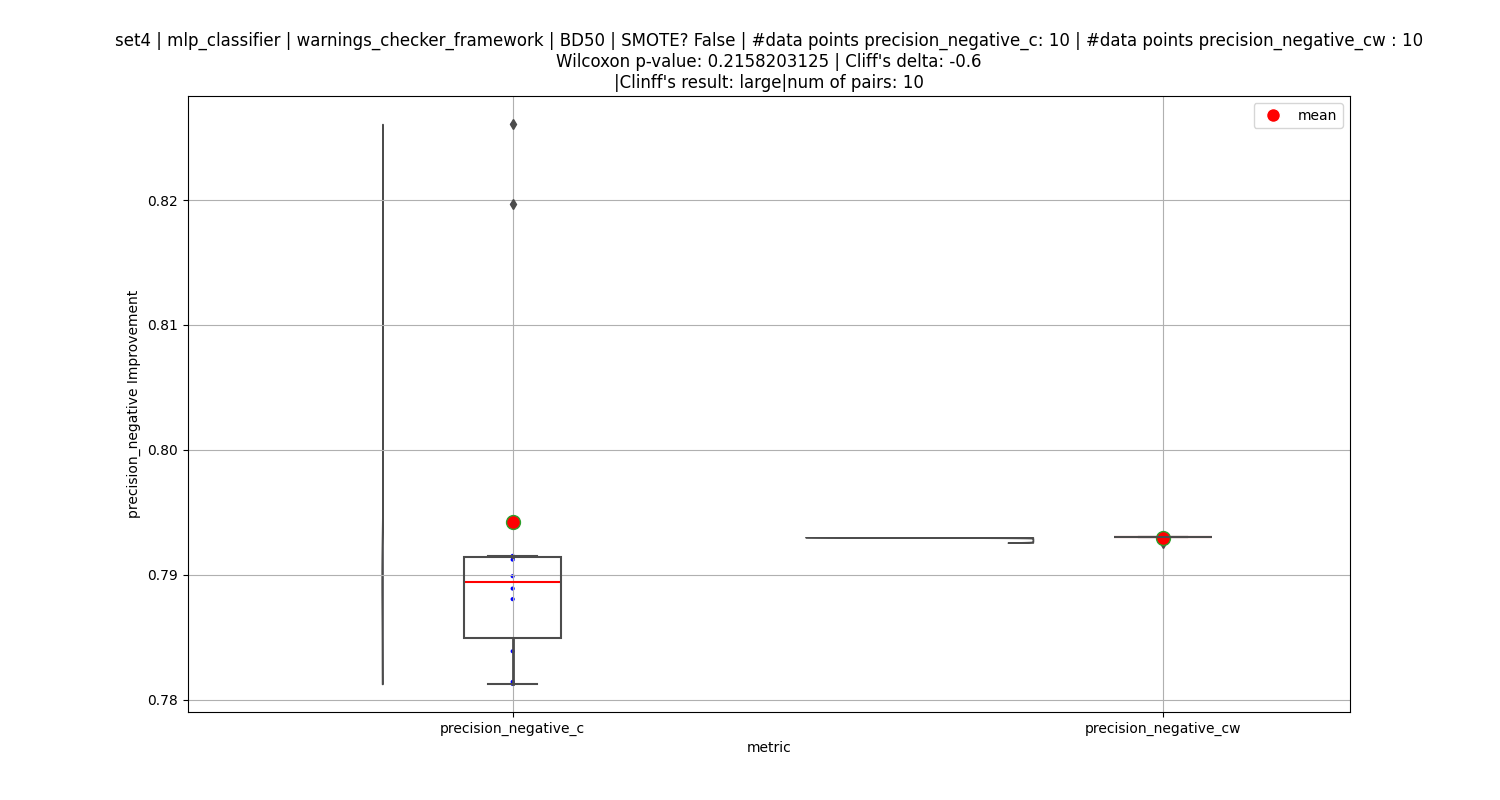 set4 | mlp_classifier | warnings_checker_framework | BD50 | SMOTE? False | #data points precision_negative_c: 10 | #data points precision_negative_cw : 10
Wilcoxon p-value: 0.2158203125 | Cliff's delta: -0.6
|Clinff's result: large|num of pairs: 10
mean
0.82
0.81
0.80
0.79
0.78
precision_negative Improvement
precision_negative_c
precision_negative_cw
metric